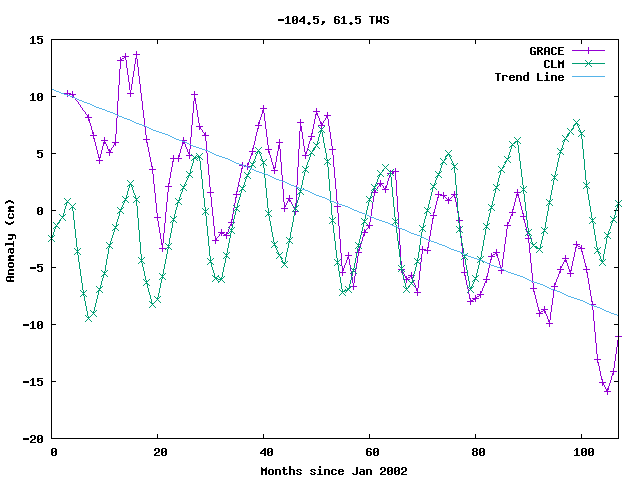 -104.5, 61.5 TWS
GRACE
CLM
Trend Line
15
10
5
0
-5
-10
-15
-20
Anomaly (cm)
0 20 40 60 80 100
Months since Jan 2002